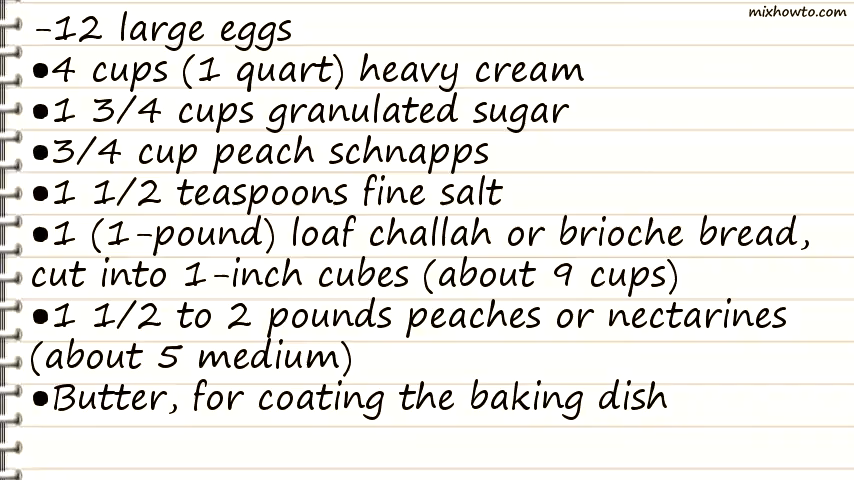 mixhowto.com
-12 large eggs
•4 cups (1 quart) heavy cream
•1 3/4 cups granulated sugar
•3/4 cup peach schnapps
•1 1/2 teaspoons fine salt
•1 (1-pound) loaf challah or brioche bread,
cut into 1-inch cubes (about 9 cups)
•1 1/2 to 2 pounds peaches or nectarines
(about 5 medium)
•Butter, for coating the baking dish